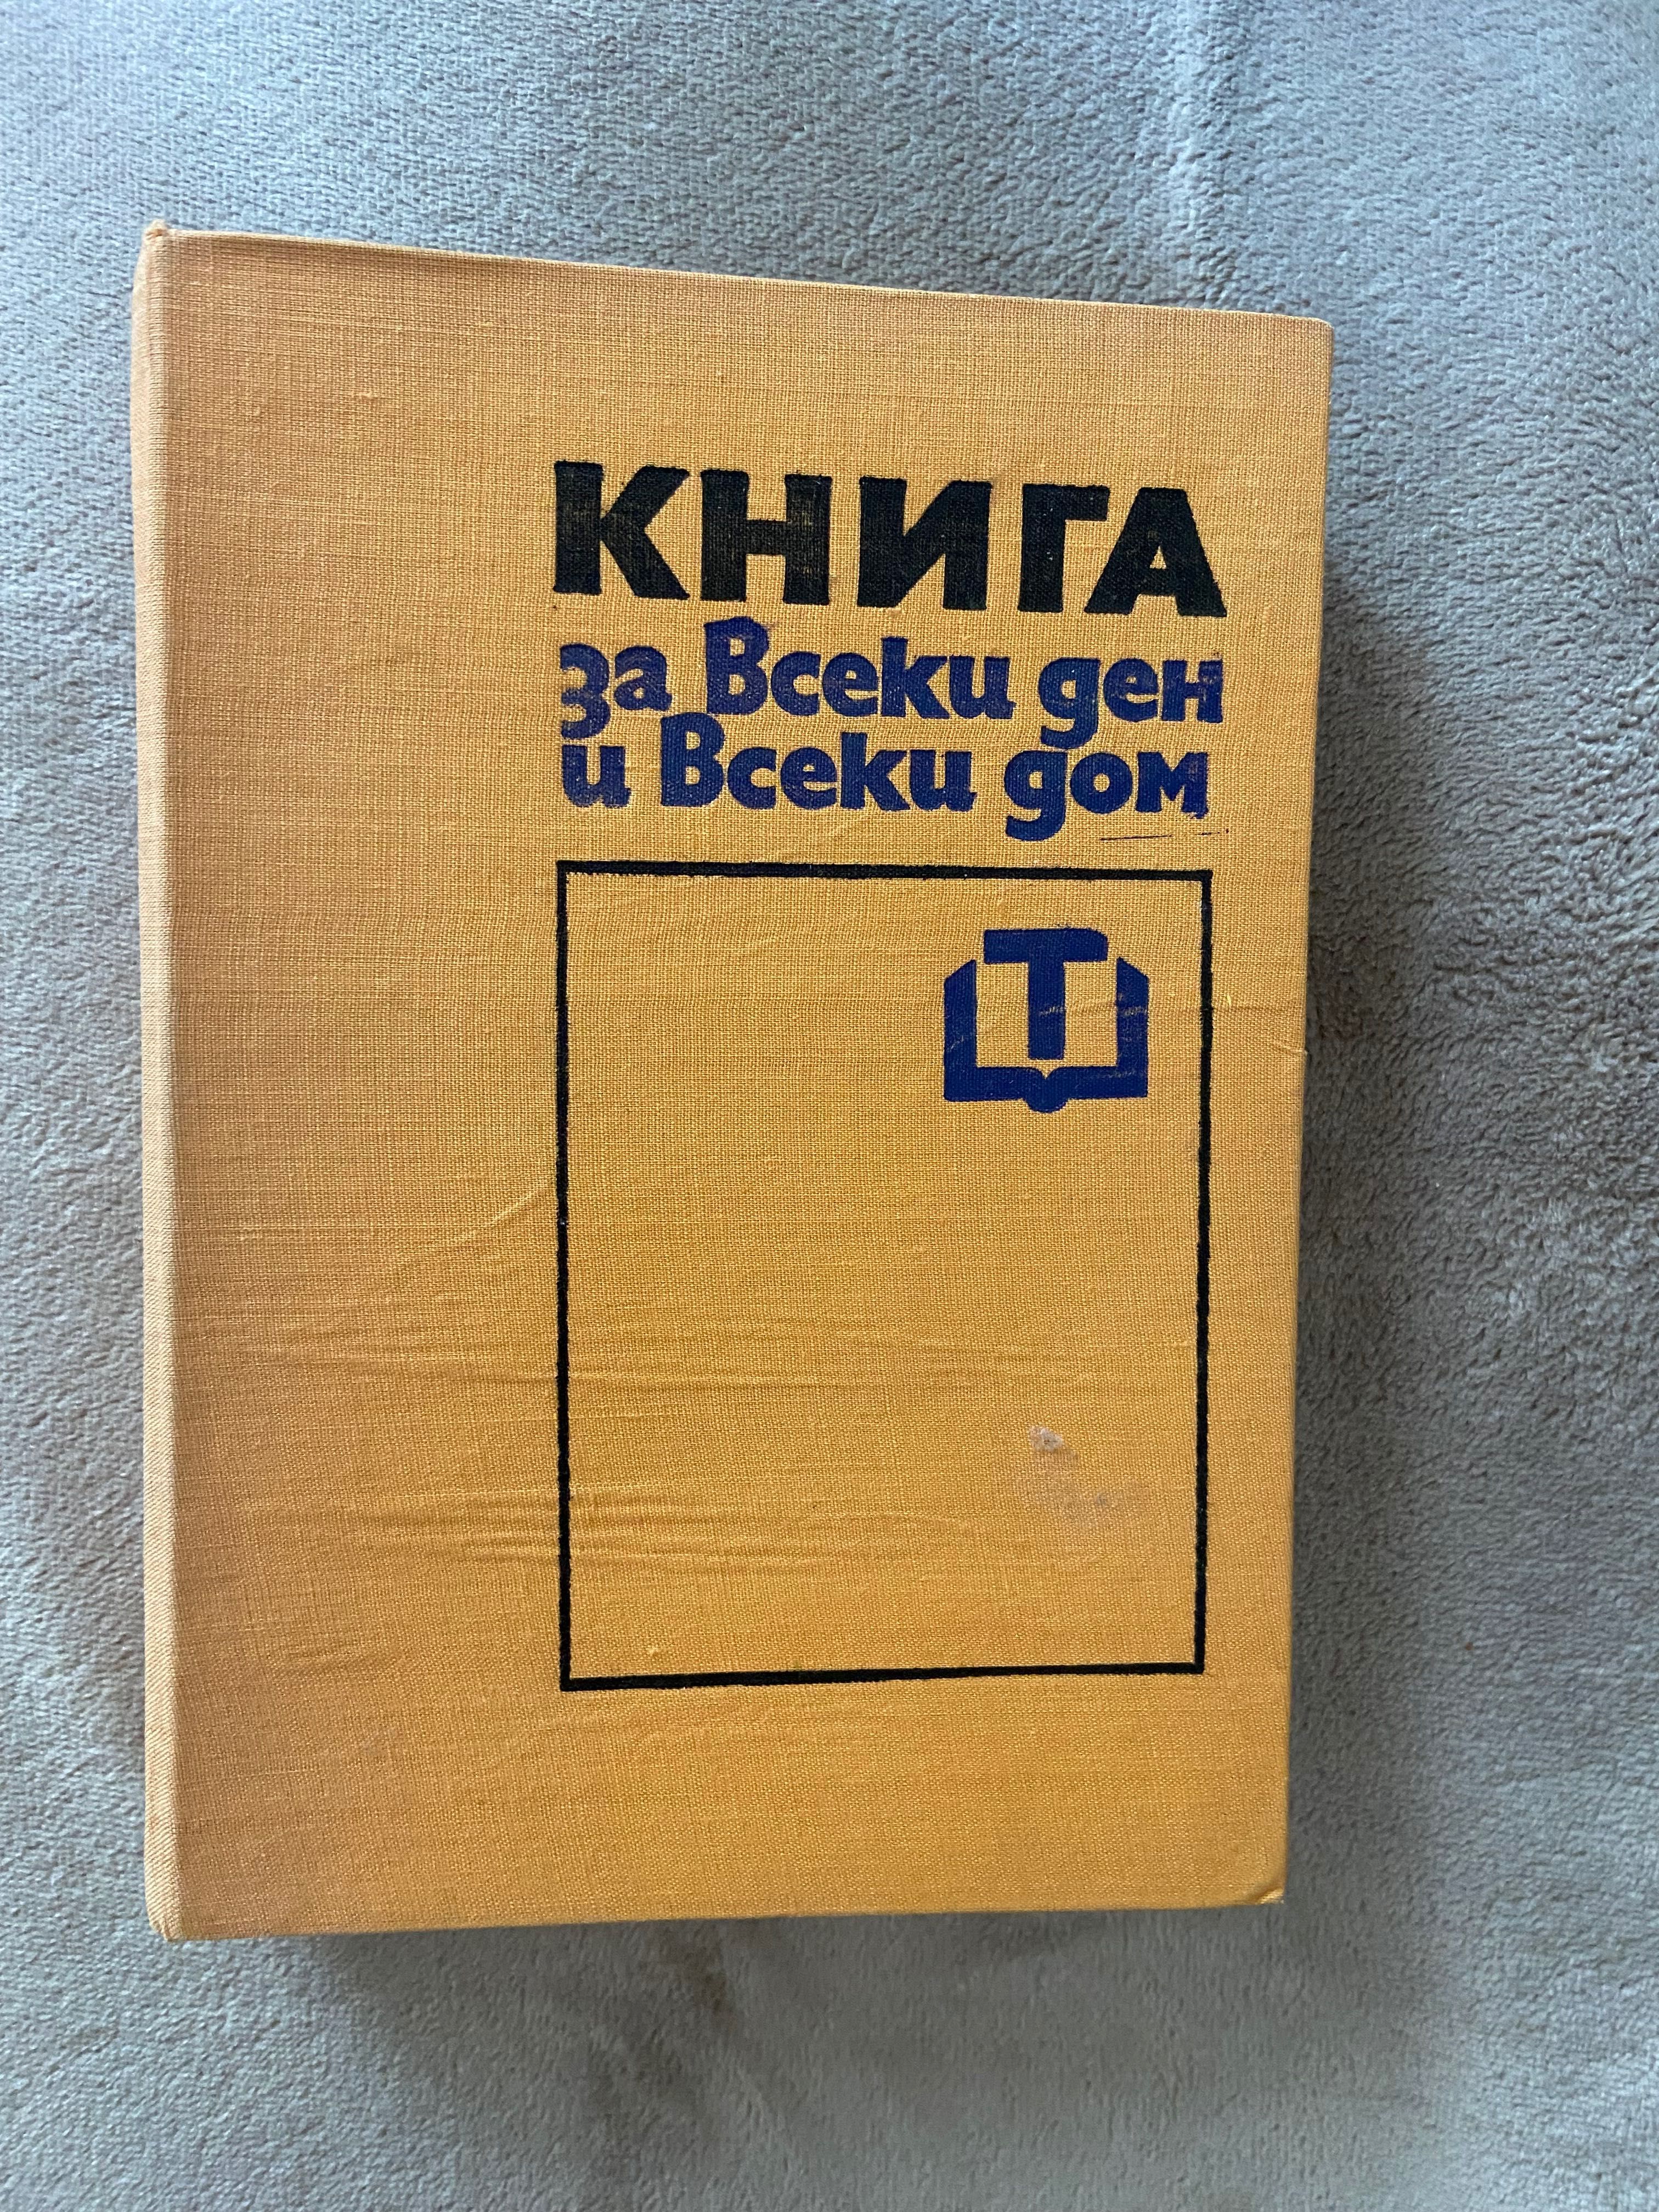 КНИГА
за Всеки ден
и Всеки дом
Т